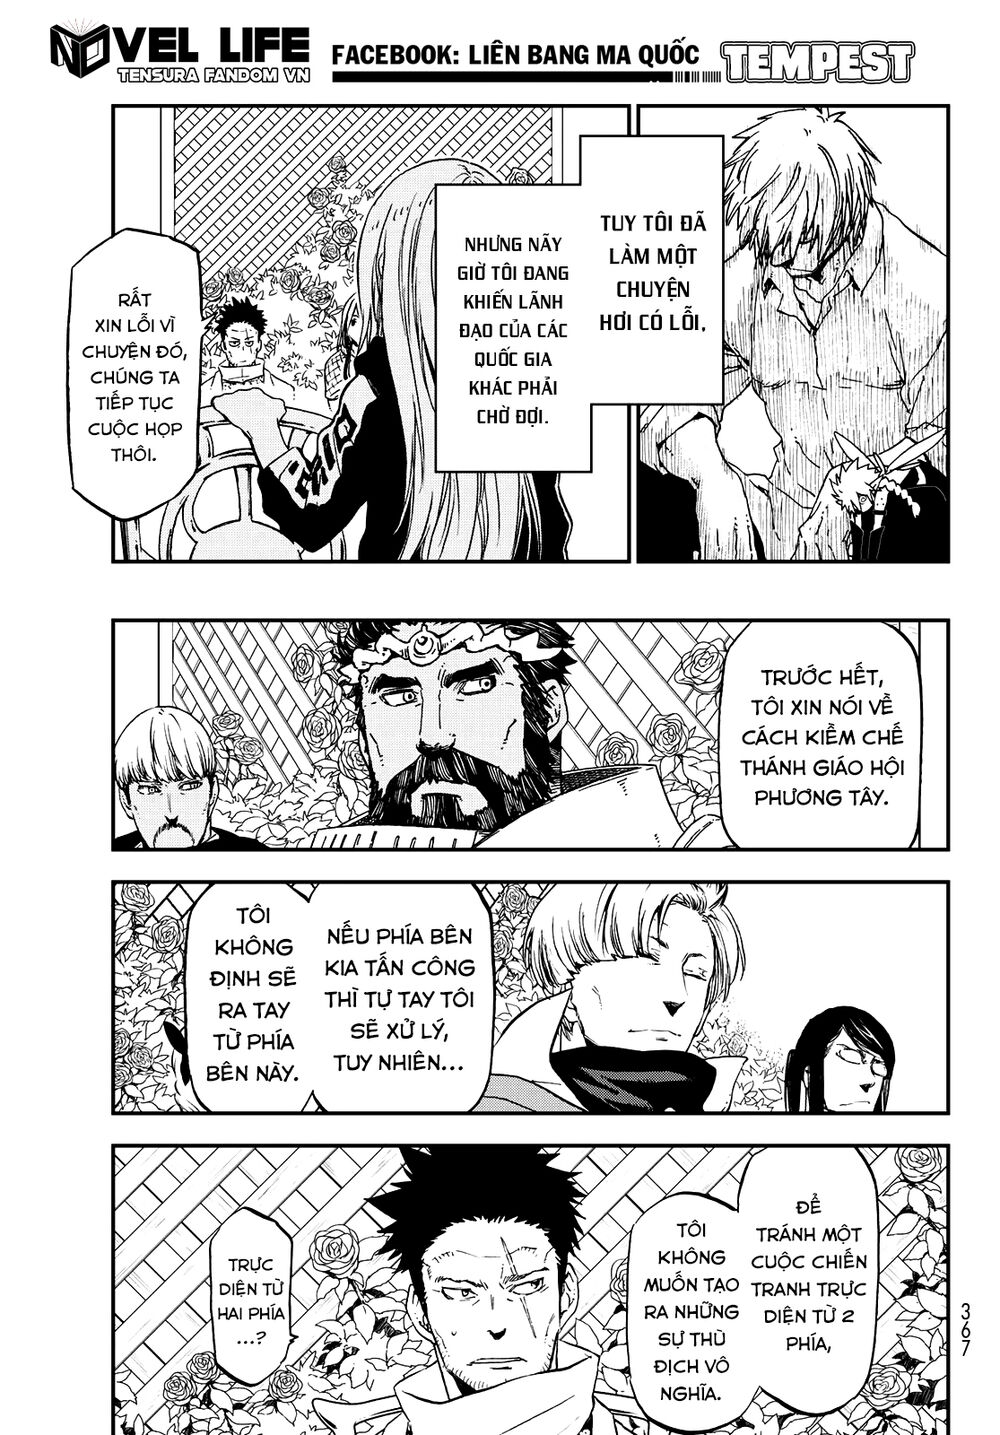 NOVEL LIFE
TENSURA FANDOM VN
FACEBOOK: LIÊN BANG MA QUỐC
TEMPEST
TUY TÔI ĐÃ
LÀM MỘT
CHUYỆN
HƠI CÓ LỖI,
NHƯNG NÃY
GIỜ TÔI ĐANG
KHIẾN LÃNH
ĐẠO CỦA CÁC
QUỐC GIA
KHÁC PHẢI
CHỜ ĐỢI.
RẤT
XIN LỖI VÌ
CHUYỆN ĐÓ,
CHÚNG TA
TIẾP TỤC
CUỘC HỌP
THÔI.
TRƯỚC HẾT,
TÔI XIN NÓI VỀ
CÁCH KIỀM CHẾ
THÁNH GIÁO HỘI
PHƯƠNG TÂY.
NẾU PHÍA BÊN
KIA TẤN CÔNG
THÌ TỰ TAY TÔI
SẼ XỬ LÝ,
TUY NHIÊN...
TÔI
KHÔNG
ĐỊNH SẼ
RA TAY
TỪ PHÍA
BÊN NÀY.
ĐỂ
TRÁNH MỘT
CUỘC CHIẾN
TRANH TRỰC
DIỆN TỪ 2
PHÍA,
TÔI
KHÔNG
MUỐN TẠO
RA NHỮNG
SỰ THÙ
ĐỊCH VÔ
NGHĨA.
TRỰC
DIỆN TỪ
HAI PHÍA
...?
367